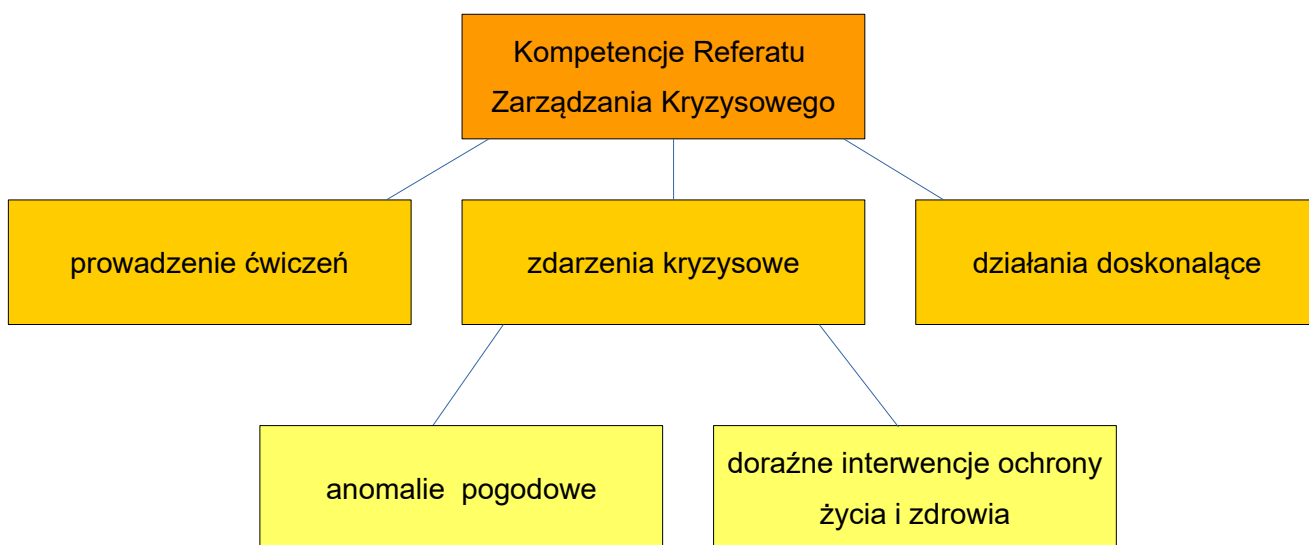 Kompetencje Referatu
Zarządzania Kryzysowego
prowadzenie ćwiczeń
zdarzenia kryzysowe
działania doskonalące
anomalie pogodowe
doraźne interwencje ochrony
życia i zdrowia